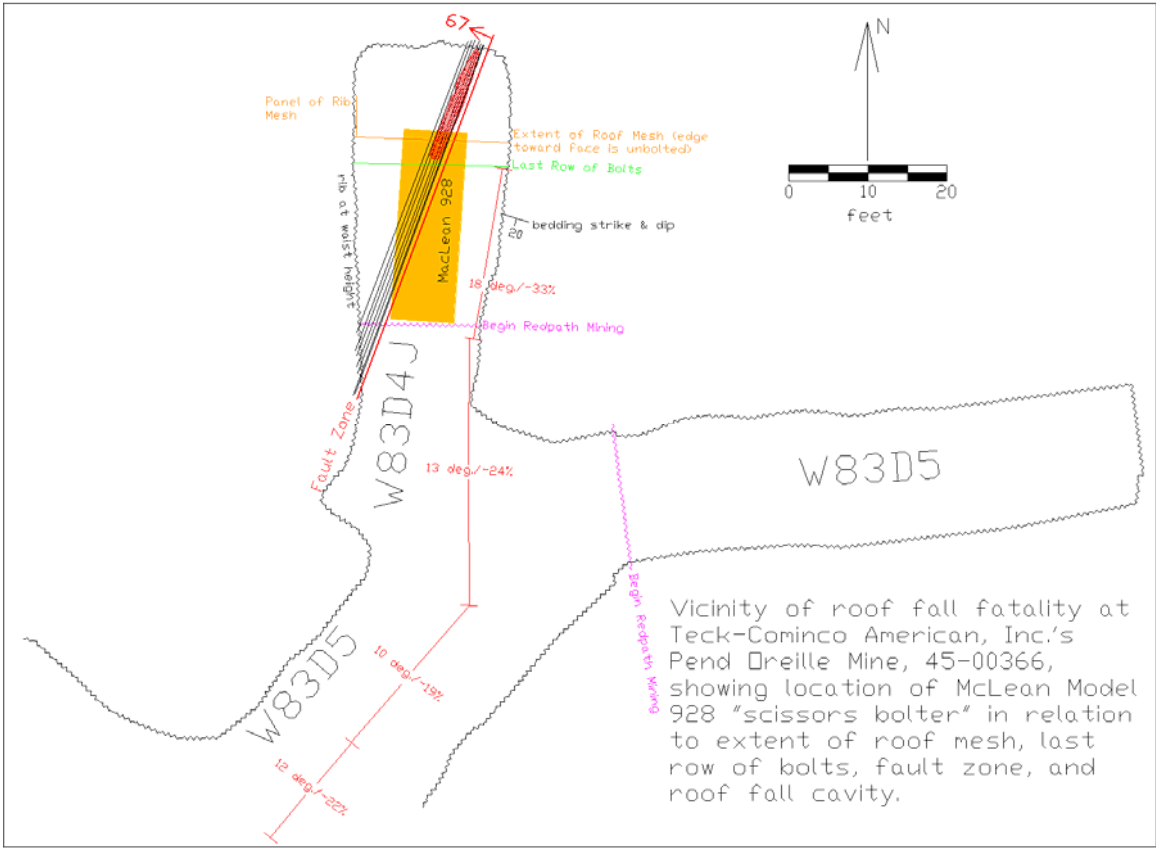 67
N
Panel of Rib
Mesh
Extent of Roof Mesh (edge
toward face is unbolted)
Last Row of Bolts
0 10 20
feet
rib at waist height
MacLean 928
20
bedding strike & dip
18 deg/-33%
Begin Redpath Mining
W83D4J
Fault Zone
13 deg/-24%
W83D5
Begin Redpath Mining
10 deg/-19%
W83D5
12 deg/-22%
Vicinity of roof fall fatality at
Teck-Cominco American, Inc.'s
Pend Oreille Mine, 45-00366,
showing location of McLean Model
928 "scissors bolter" in relation
to extent of roof mesh, last
row of bolts, fault zone, and
roof fall cavity.